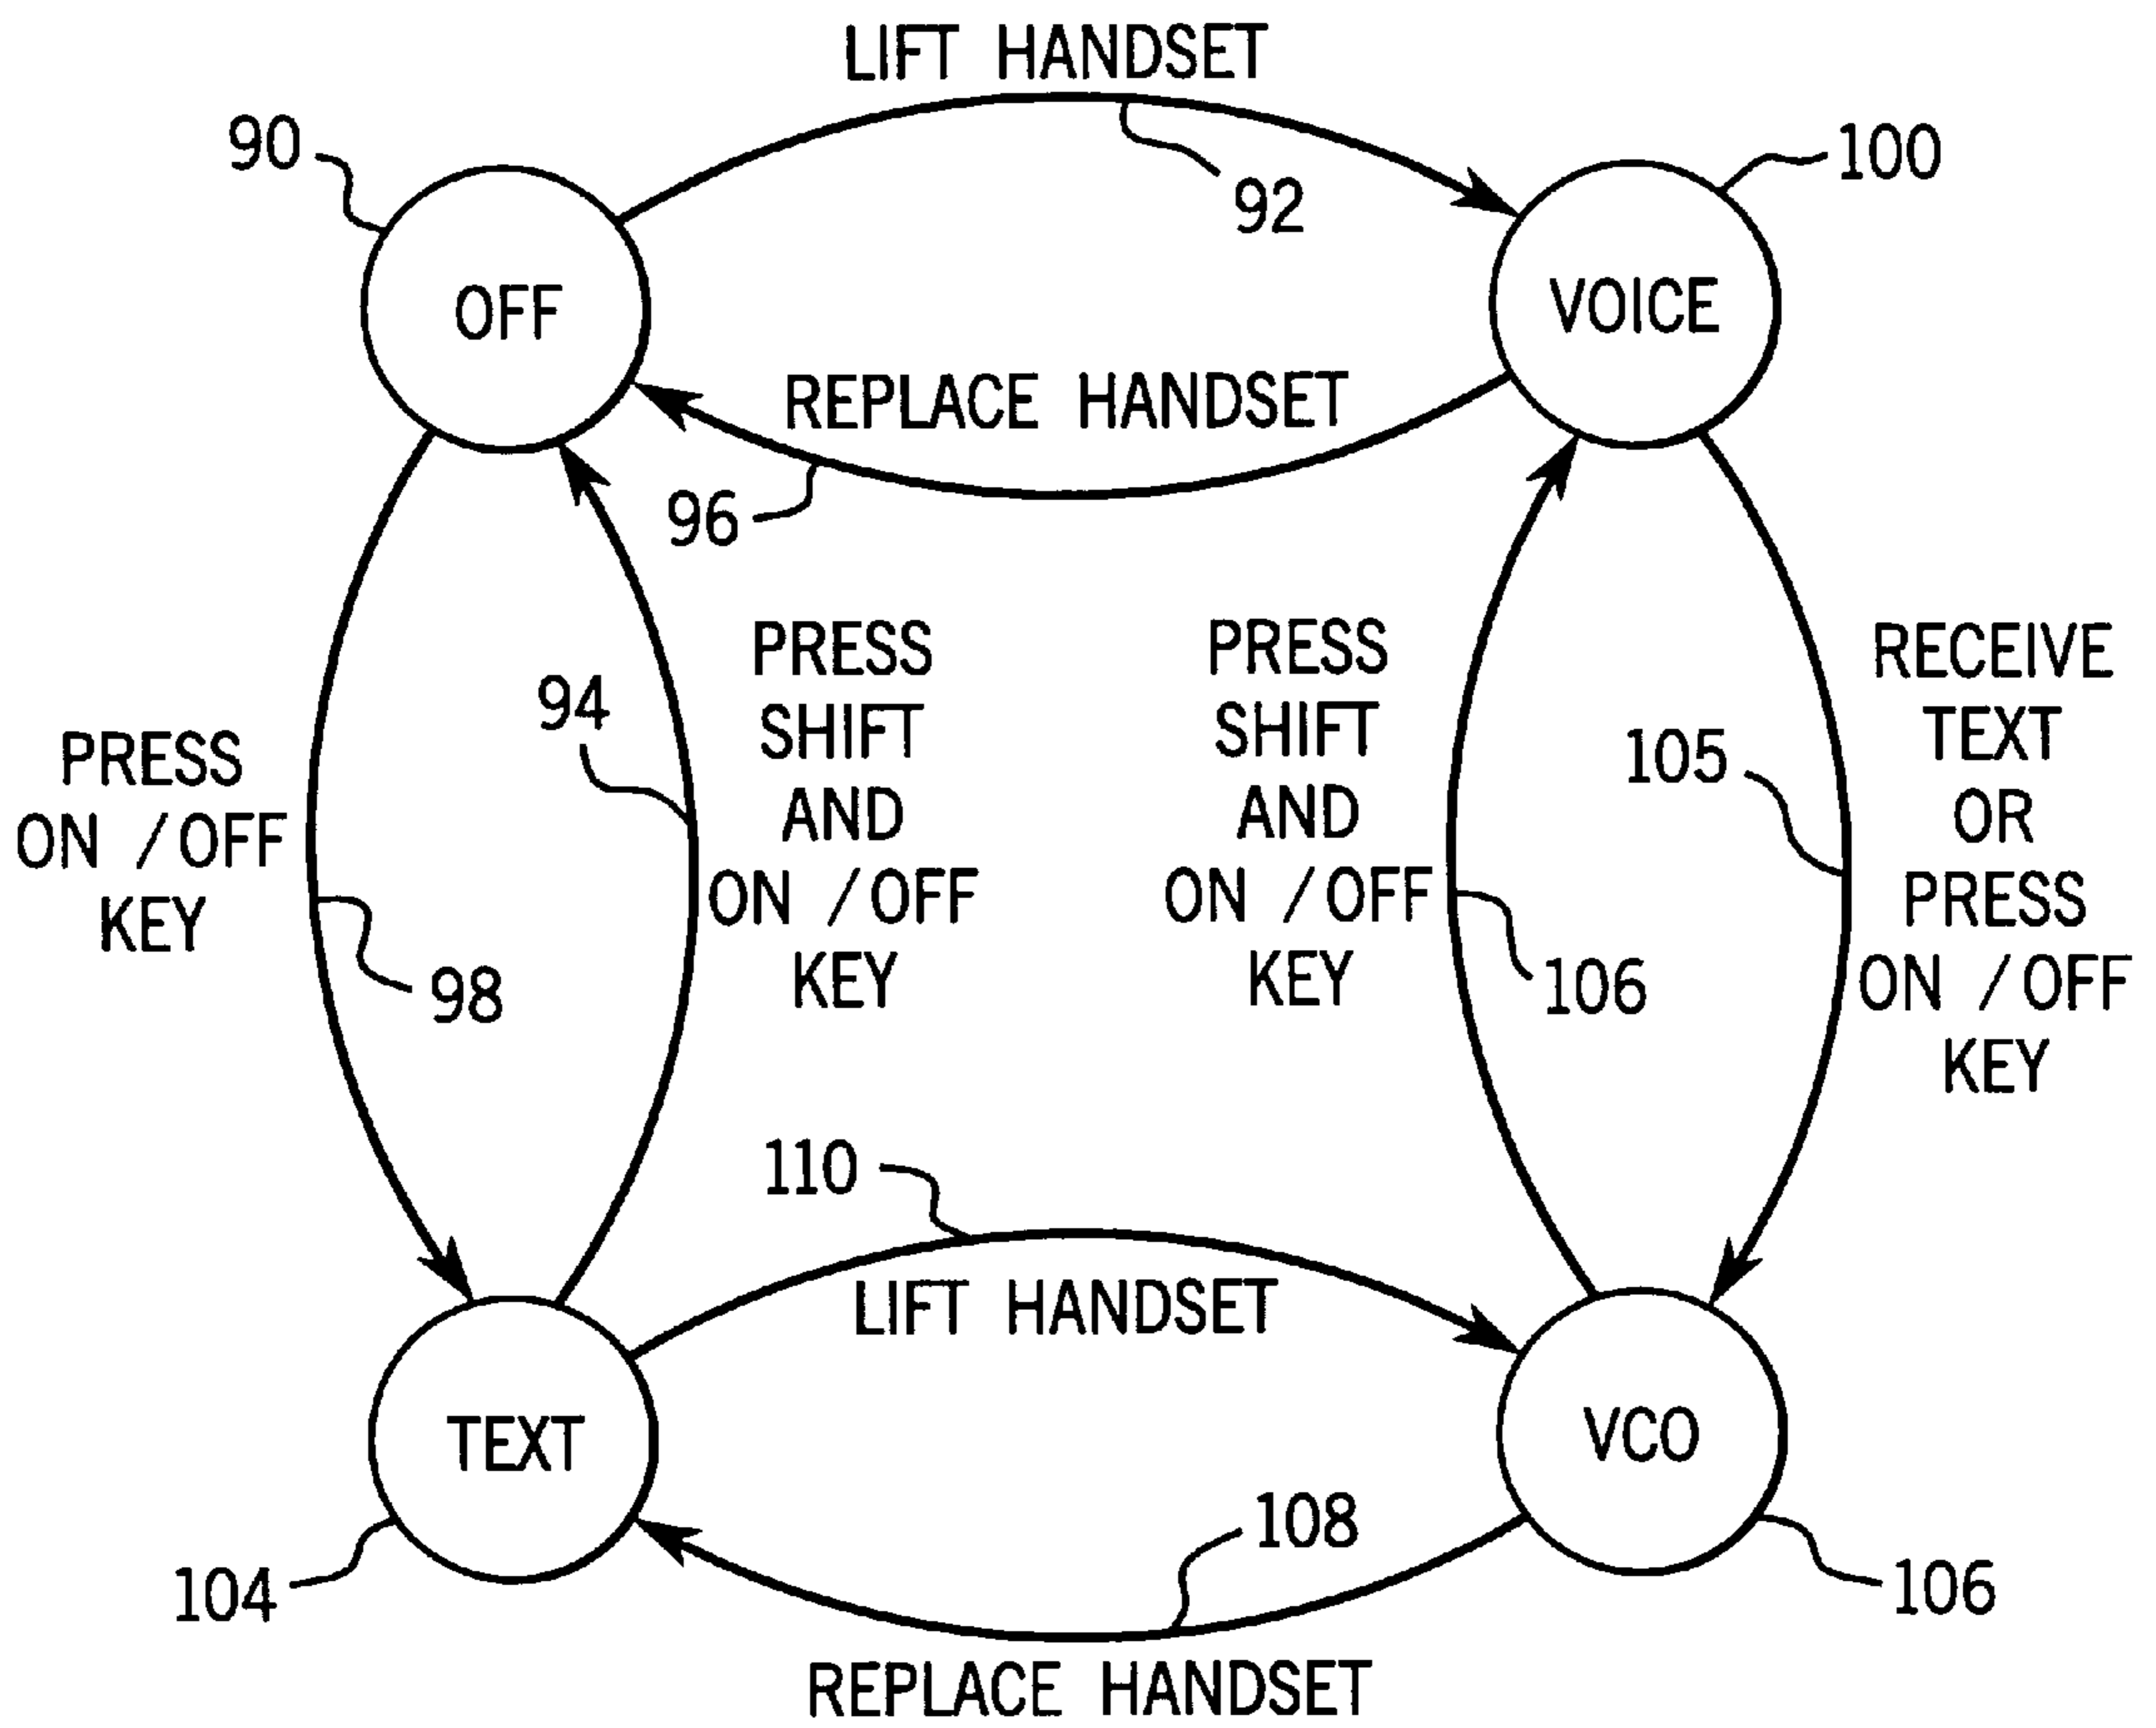 LIFT HANDSET
90
92
100
OFF
VOICE
REPLACE HANDSET
96
PRESS
ON / OFF
KEY
98
94
PRESS
SHIFT
AND
ON / OFF
KEY
PRESS
SHIFT
AND
ON / OFF
KEY
106
105
RECEIVE
TEXT
OR
PRESS
ON / OFF
KEY
110
LIFT HANDSET
TEXT
VCO
104
108
106
REPLACE HANDSET